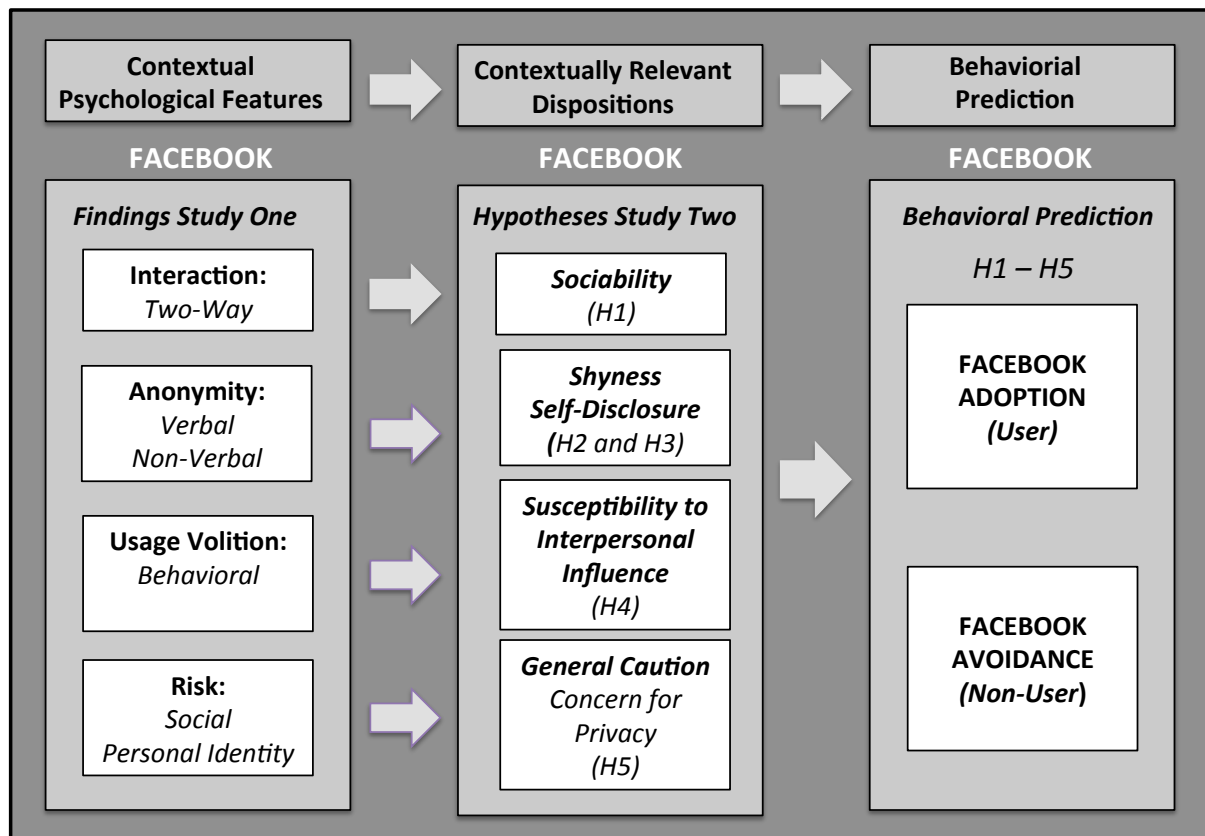 Contextual
Psychological Features
Contextually Relevant
Dispositions
Behaviorial
Prediction
FACEBOOK
FACEBOOK
FACEBOOK
Findings Study One
Interaction:
Two-Way
Anonymity:
Verbal
Non-Verbal
Usage Volition:
Behavioral
Risk:
Social
Personal Identity
Hypotheses Study Two
Sociability
(H1)
Shyness
Self-Disclosure
(H2 and H3)
Susceptibility to
Interpersonal
Influence
(H4)
General Caution
Concern for
Privacy
(H5)
Behavioral Prediction
H1 – H5
FACEBOOK
ADOPTION
(User)
FACEBOOK
AVOIDANCE
(Non-User)